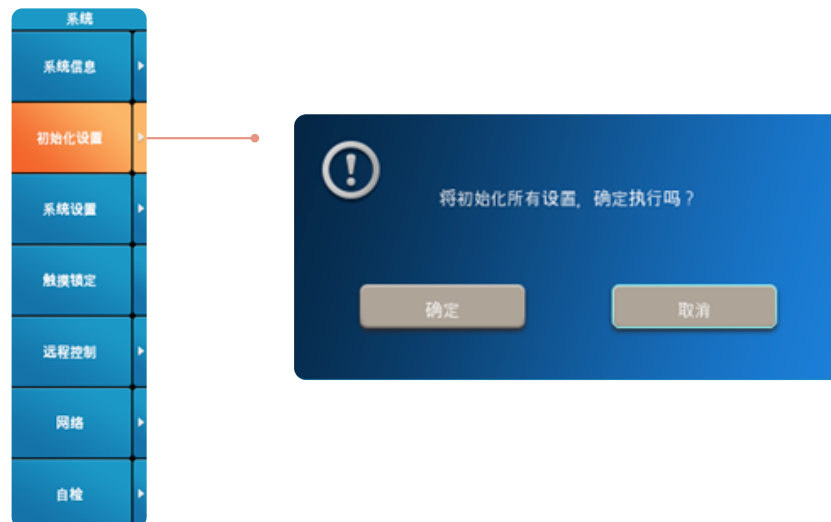 系统
系统信息
初始化设置
系统设置
触摸锁定
远程控制
网络
自检
将初始化所有设置，确定执行吗？
确定
取消